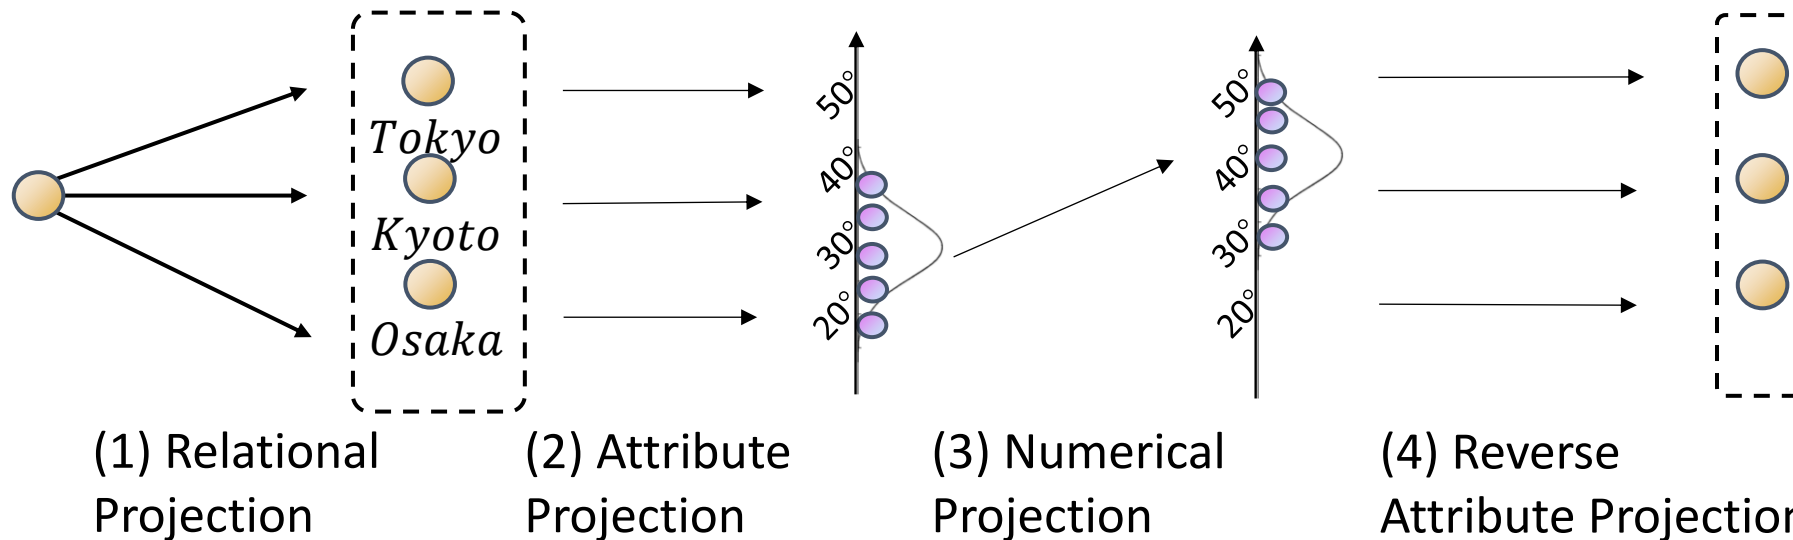 Tokyo
Kyoto
Osaka
50°
40°
30°
20°
50°
40°
30°
20°
(1) Relational
Projection
(2) Attribute
Projection
(3) Numerical
Projection
(4) Reverse
Attribute Projection